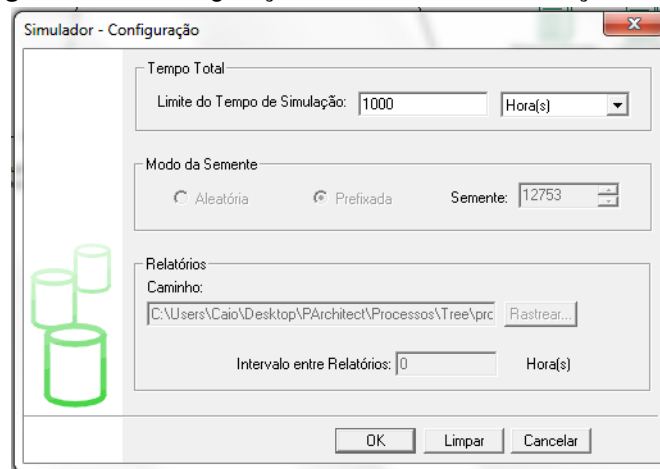 Simulador - Configuração
Tempo Total
Limite do Tempo de Simulação: 1000 Hora(s)
Modo da Semente
Aleatória Prefixada Semente: 12753
Relatórios
Caminho:
C:\Users\Caio\Desktop\PArchitect\Processos\Tree\prc Rastrear...
Intervalo entre Relatórios: 0 Hora(s)
OK Limpar Cancelar